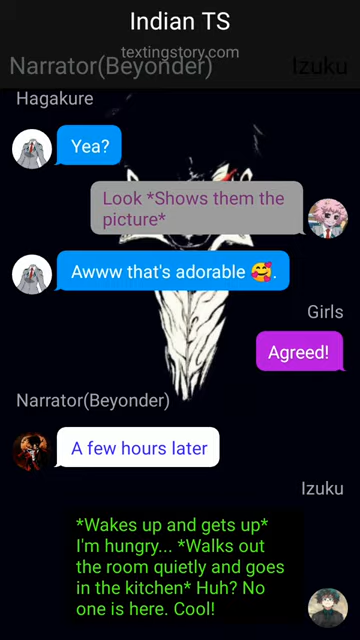 Indian TS
textingstory.com
Narrator(Beyonder)
Izuku
Hagakure
Yea?
Look *Shows them the
picture*
Awww that's adorable 🥰.
Girls
Agreed!
Narrator(Beyonder)
A few hours later
Izuku
*Wakes up and gets up*
I'm hungry... *Walks out
the room quietly and goes
in the kitchen* Huh? No
one is here. Cool!